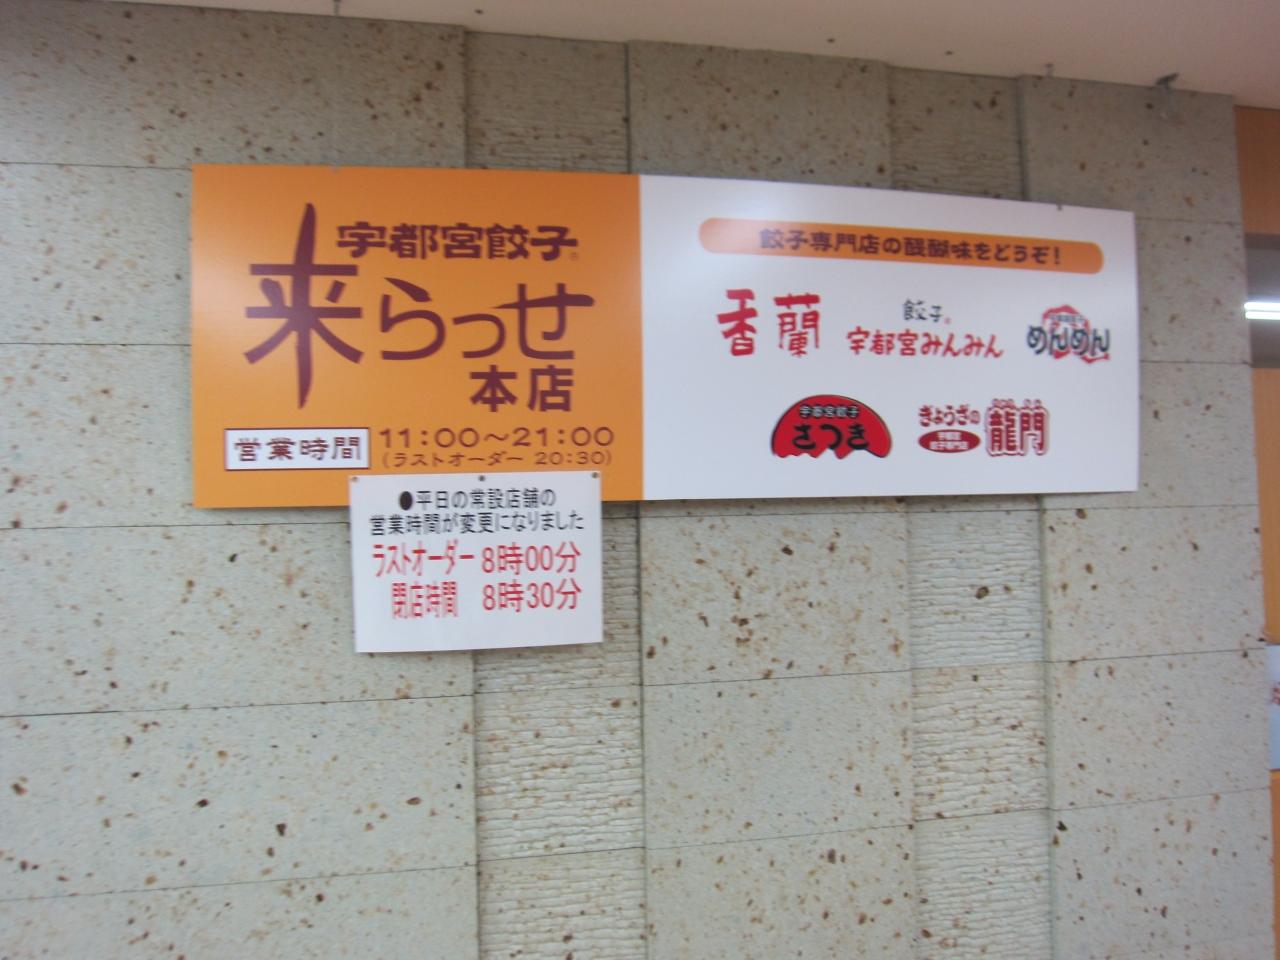 宇都宮餃子®
来らっせ
本店
営業時間 11:00～21:00
(ラストオーダー 20:30)
●平日の常設店舗の
営業時間が変更になりました
ラストオーダー 8時00分
閉店時間 8時30分
餃子専門店の醍醐味をどうぞ!
香蘭
餃子®
宇都宮みんみん
めんめん
宇都宮餃子
さつき
ぎょうざの
龍門